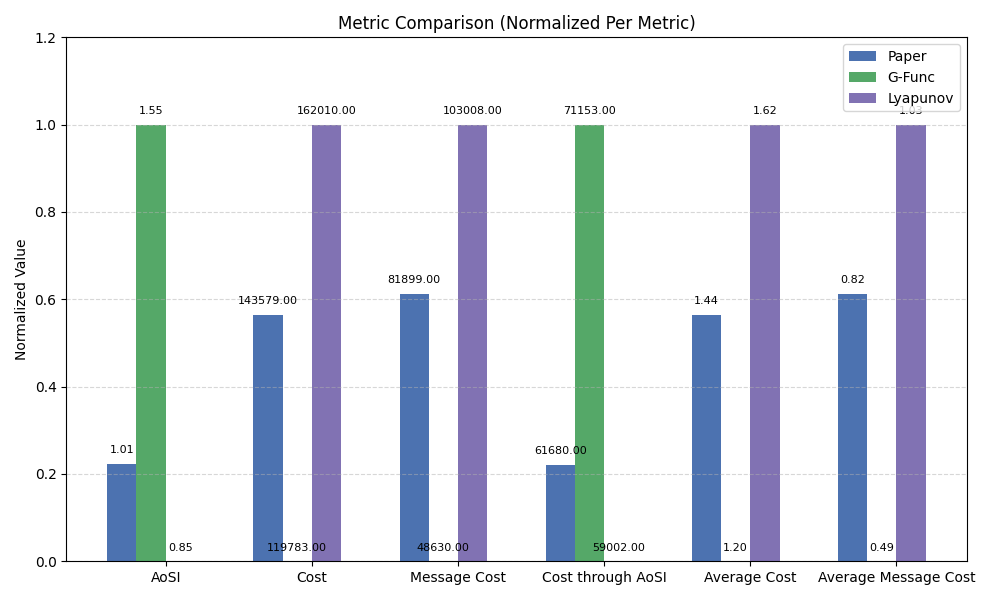 Metric Comparison (Normalized Per Metric)
Normalized Value
1.2
1.0
0.8
0.6
0.4
0.2
0.0
Paper
G-Func
Lyapunov
1.55
162010.00
103008.00
71153.00
1.62
1.03
143579.00
81899.00
1.44
0.82
1.01
61680.00
0.85
119783.00
48630.00
59002.00
1.20
0.49
AoSI
Cost
Message Cost
Cost through AoSI
Average Cost
Average Message Cost